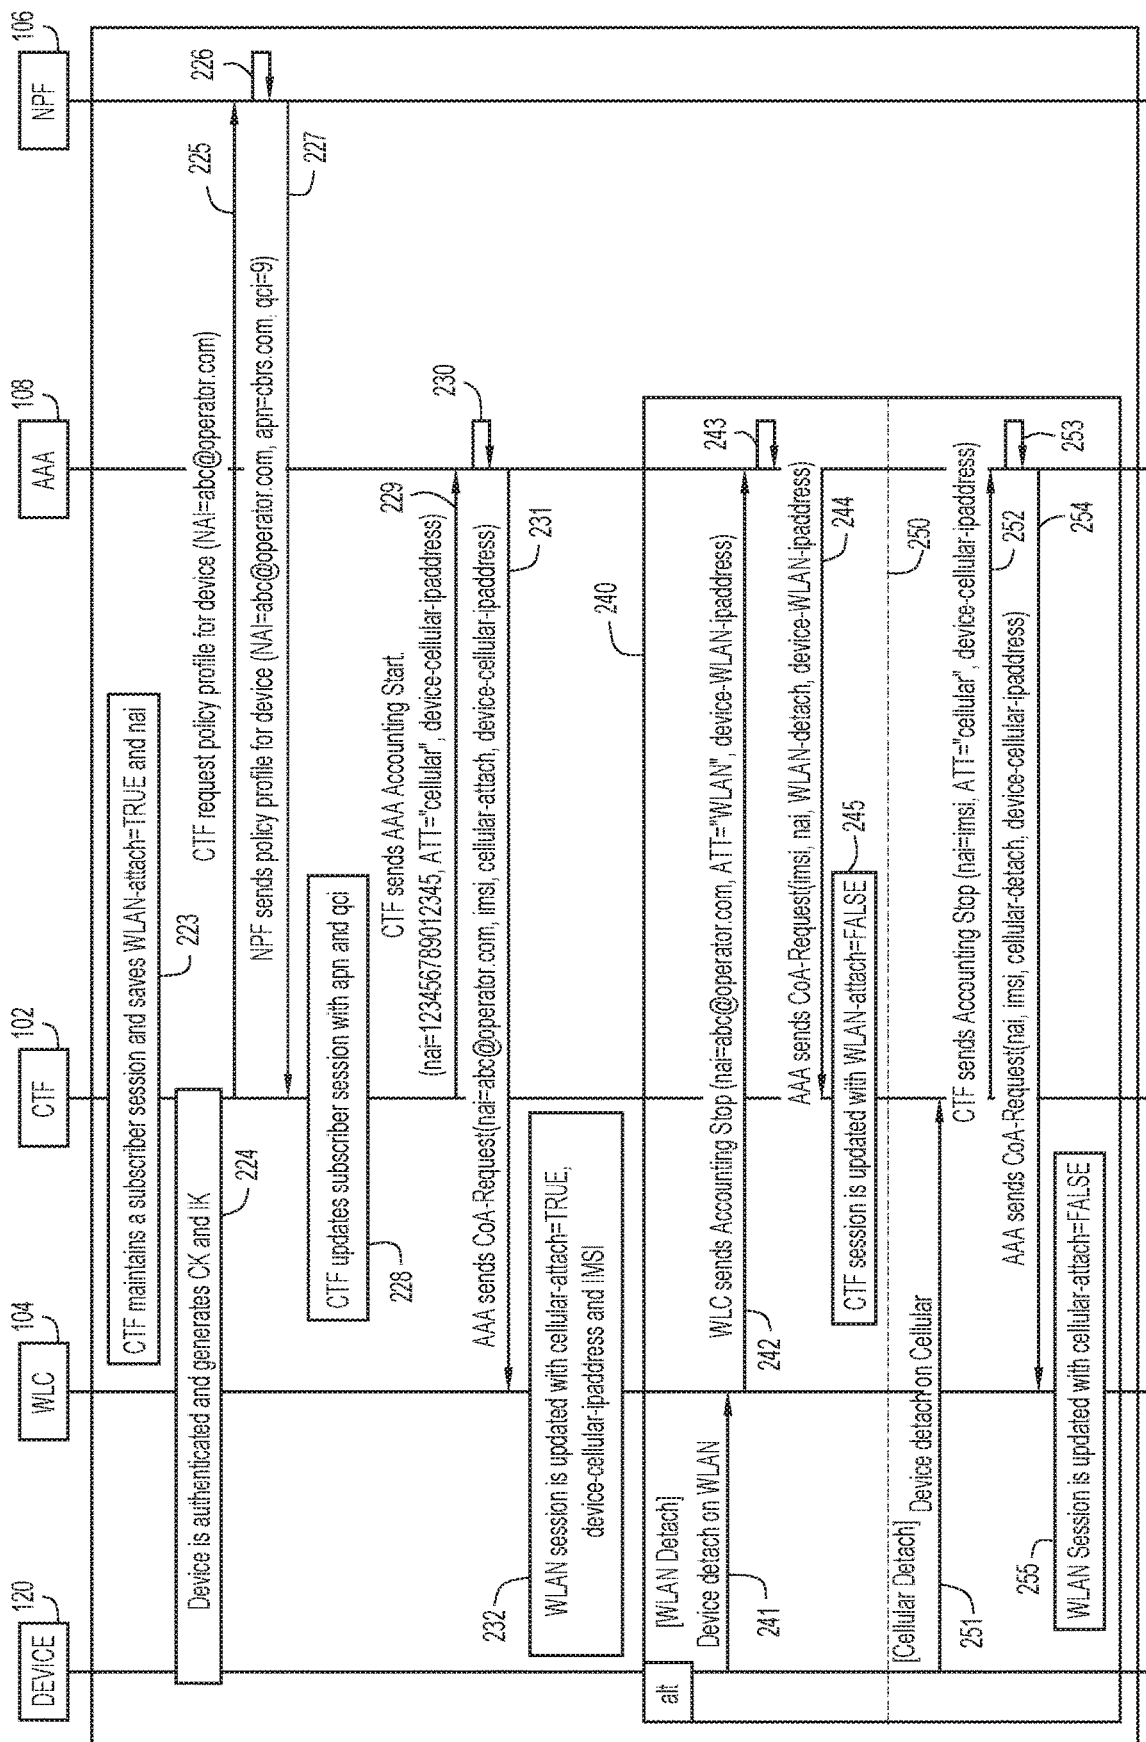 DEVICE
120
WLC
104
CTF
102
AAA
108
NPF
106
CTF maintains a subscriber session and saves WLAN-attach=TRUE and nai
223
Device is authenticated and generates CK and IK
224
CTF request policy profile for device (NAI=abc@operator.com)
225
226
NPF sends policy profile for device (NAI=abc@operator.com, apn=cbrs.com, qci=9)
227
CTF updates subscriber session with apn and qci
228
CTF sends AAA Accounting Start.
(nai=123456789012345, ATT="cellular", device-cellular-ipaddress)
229
230
AAA sends CoA-Request(nai=abc@operator.com, imsi, cellular-attach, device-cellular-ipaddress)
231
WLAN session is updated with cellular-attach=TRUE,
device-cellular-ipaddress and IMSI
232
240
alt
[WLAN Detach]
Device detach on WLAN
241
WLC sends Accounting Stop (nai=abc@operator.com, ATT="WLAN", device-WLAN-ipaddress)
242
243
AAA sends CoA-Request(imsi, nai, WLAN-detach, device-WLAN-ipaddress)
244
CTF session is updated with WLAN-attach=FALSE
245
250
[Cellular Detach]
Device detach on Cellular
251
CTF sends Accounting Stop (nai=imsi, ATT="cellular", device-cellular-ipaddress)
252
253
AAA sends CoA-Request(nai, imsi, cellular-detach, device-cellular-ipaddress)
254
WLAN Session is updated with cellular-attach=FALSE
255